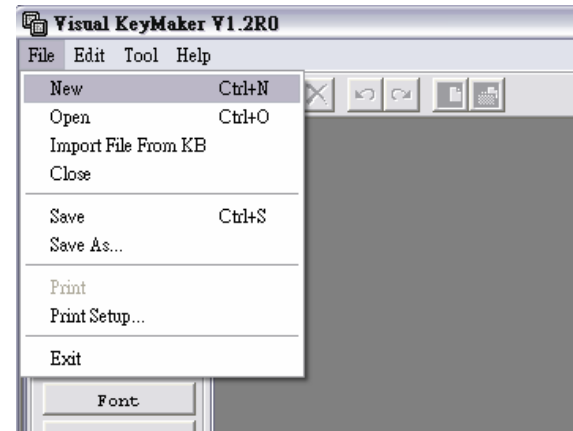 Visual KeyMaker V1.2R0
File Edit Tool Help
New Ctrl+N
Open Ctrl+O
Import File From KB
Close
Save Ctrl+S
Save As...
Print
Print Setup...
Exit
Font